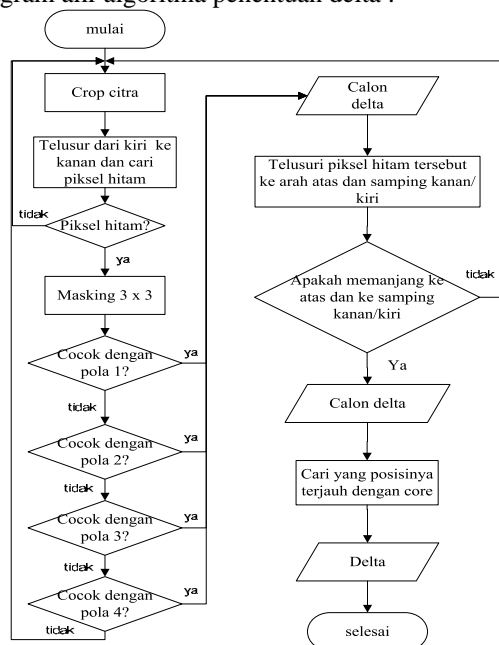 gram alir algoritma penentuan delta :
mulai
Crop citra
Telusur dari kiri ke
kanan dan cari
piksel hitam
tidak
Piksel hitam?
ya
Masking 3 x 3
Cocok dengan
pola 1?
ya
tidak
Cocok dengan
pola 2?
ya
tidak
Cocok dengan
pola 3?
ya
tidak
Cocok dengan
pola 4?
ya
tidak
Calon
delta
Telusuri piksel hitam tersebut
ke arah atas dan samping kanan/
kiri
Apakah memanjang ke
atas dan ke samping
kanan/kiri
tidak
Ya
Calon delta
Cari yang posisinya
terjauh dengan core
Delta
selesai